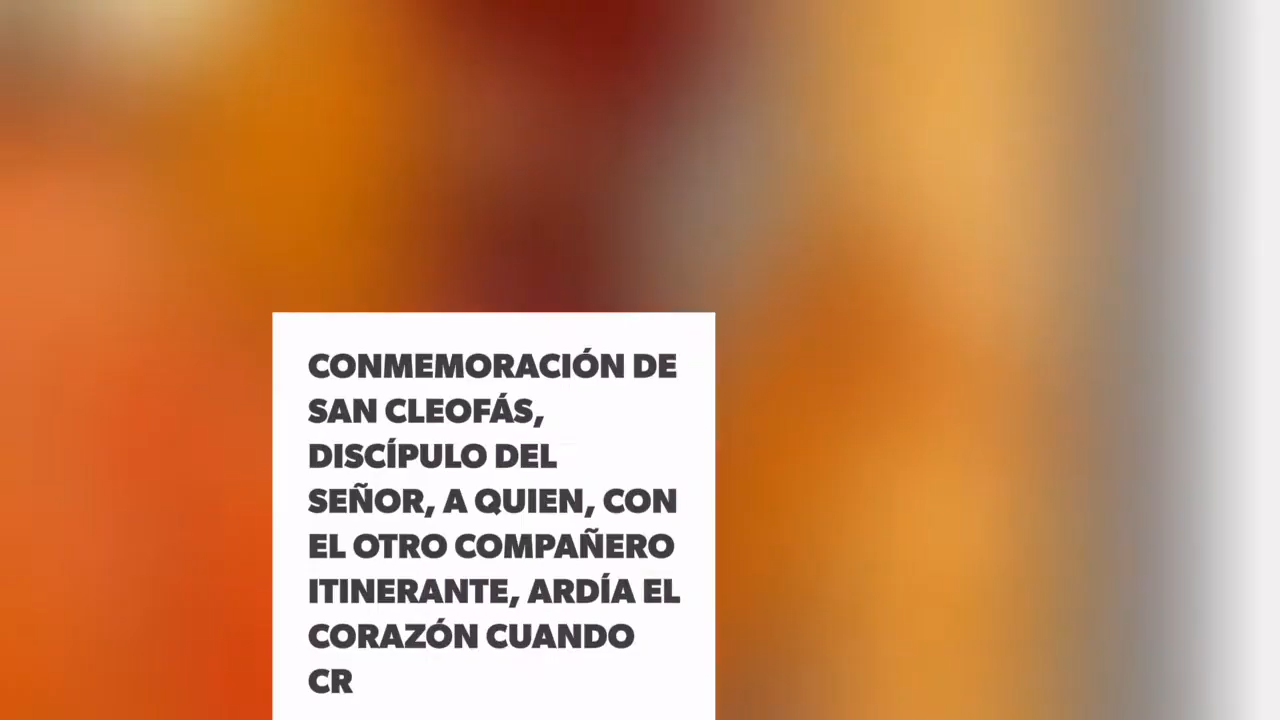 CONMEMORACIÓN DE
SAN CLEOFÁS,
DISCÍPULO DEL
SEÑOR, A QUIEN, CON
EL OTRO COMPAÑERO
ITINERANTE, ARDÍA EL
CORAZÓN CUANDO
CR